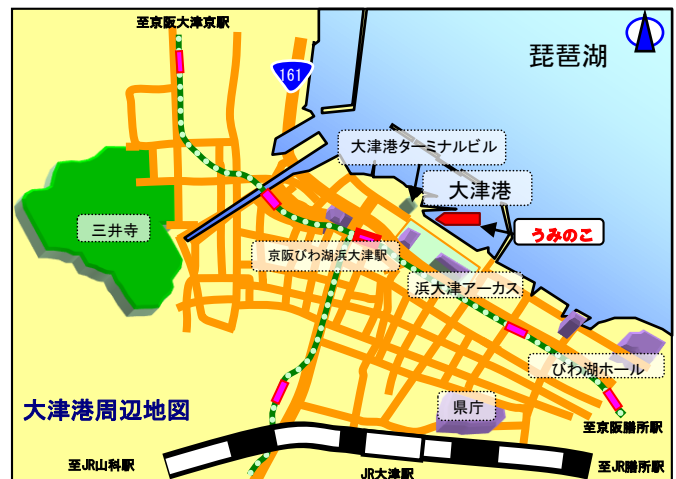 至京阪大津京駅
琵琶湖
161
大津港ターミナルビル
大津港
三井寺
うみのこ
京阪びわ湖浜大津駅
浜大津アーカス
びわ湖ホール
大津港周辺地図
県庁
至京阪膳所駅
至JR山科駅
JR大津駅
至JR膳所駅